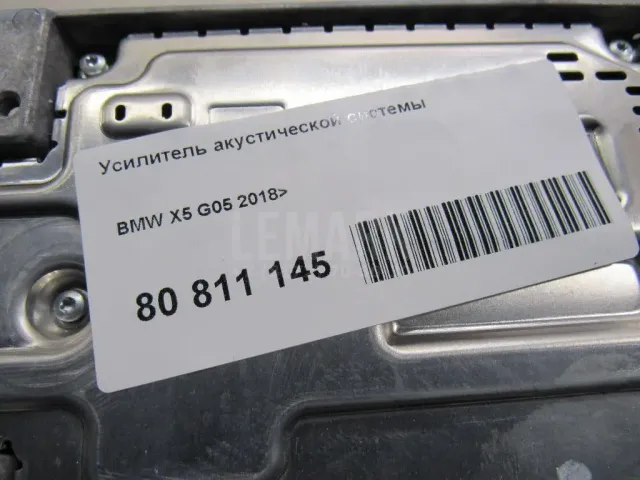 Усилитель акустической системы
BMW X5 G05 2018>
80 811 145